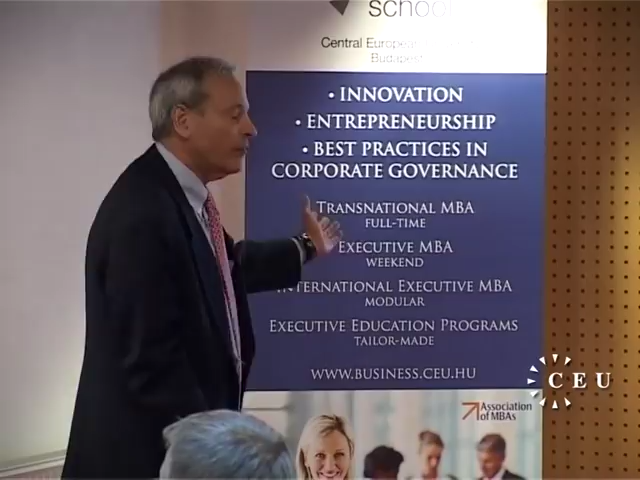 school
Central European
Budapest
• INNOVATION
• ENTREPRENEURSHIP
• BEST PRACTICES IN
CORPORATE GOVERNANCE
TRANSNATIONAL MBA
FULL-TIME
EXECUTIVE MBA
WEEKEND
INTERNATIONAL EXECUTIVE MBA
MODULAR
EXECUTIVE EDUCATION PROGRAMS
TAILOR-MADE
WWW.BUSINESS.CEU.HU
CEU
Association
of MBAs